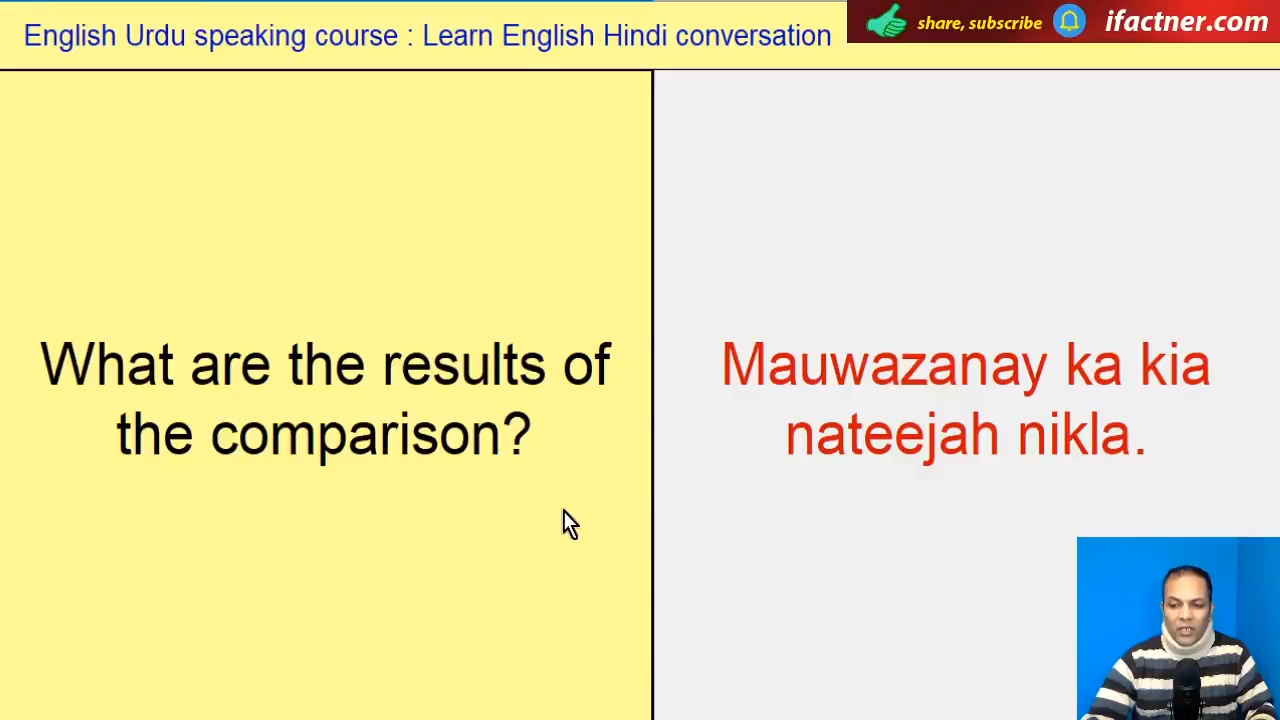 English Urdu speaking course : Learn English Hindi conversation
share, subscribe
ifactner.com
What are the results of
the comparison?
Mauwazanay ka kia
nateejah nikla.